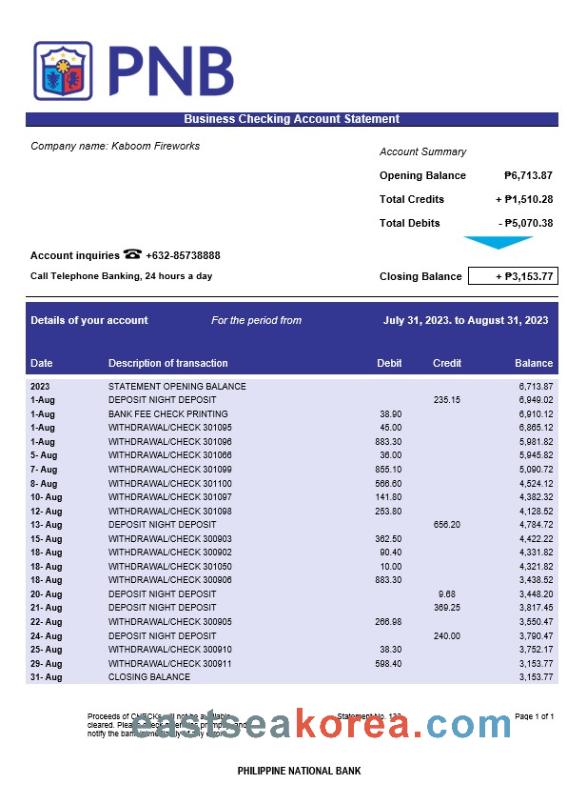 PNB
Business Checking Account Statement
Company name: Kaboom Fireworks
Account Summary
Opening Balance ₱6,713.87
Total Credits + ₱1,510.28
Total Debits - ₱5,070.38
Account inquiries ☎ +632-85738888
Call Telephone Banking, 24 hours a day
Closing Balance + ₱3,153.77
Details of your account For the period from July 31, 2023. to August 31, 2023
Date Description of transaction Debit Credit Balance
2023 STATEMENT OPENING BALANCE 6,713.87
1-Aug DEPOSIT NIGHT DEPOSIT 235.15 6,949.02
1-Aug BANK FEE CHECK PRINTING 38.90 6,910.12
1-Aug WITHDRAWAL/CHECK 301095 45.00 6,865.12
1-Aug WITHDRAWAL/CHECK 301096 883.30 5,981.82
5- Aug WITHDRAWAL/CHECK 301066 36.00 5,945.82
7- Aug WITHDRAWAL/CHECK 301099 855.10 5,090.72
8- Aug WITHDRAWAL/CHECK 301100 566.60 4,524.12
10- Aug WITHDRAWAL/CHECK 301097 141.80 4,382.32
12- Aug WITHDRAWAL/CHECK 301098 253.80 4,128.52
13- Aug DEPOSIT NIGHT DEPOSIT 656.20 4,784.72
15- Aug WITHDRAWAL/CHECK 300903 362.50 4,422.22
18- Aug WITHDRAWAL/CHECK 300902 90.40 4,331.82
18- Aug WITHDRAWAL/CHECK 301050 10.00 4,321.82
18- Aug WITHDRAWAL/CHECK 300906 883.30 3,438.52
20- Aug DEPOSIT NIGHT DEPOSIT 9.68 3,448.20
21- Aug DEPOSIT NIGHT DEPOSIT 369.25 3,817.45
22- Aug WITHDRAWAL/CHECK 300905 266.98 3,550.47
24- Aug DEPOSIT NIGHT DEPOSIT 240.00 3,790.47
25- Aug WITHDRAWAL/CHECK 300910 38.30 3,752.17
29- Aug WITHDRAWAL/CHECK 300911 598.40 3,153.77
31- Aug CLOSING BALANCE 3,153.77
Proceeds of not be Statement No. Page 1 of 1
cleared.
notify the bank
eastseakorea.com
PHILIPPINE NATIONAL BANK